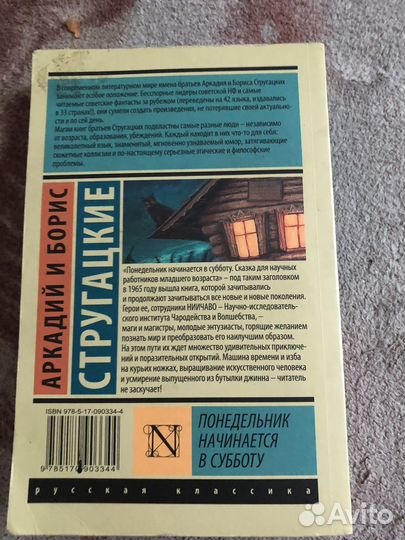 В современном литературном мире имена братьев Аркадия и Бориса Стругацких
занимают особое положение. Бесспорные лидеры советской НФ и самые
читаемые советские фантасты за рубежом (переведены на 42 языка, издавались
в 33 странах!), они сумели создать произведения, не потерявшие своей актуально-
сти и по сей день.
Магии книг братьев Стругацких подвластны самые разные люди – независимо
от возраста, образования, убеждений. Каждый находит в них что-то для себя:
великолепный язык, знаменитый, мгновенно узнаваемый юмор, затягивающие
сюжетные коллизии и по-настоящему серьезные этические и философские
проблемы.
АРКАДИЙ И БОРИС
СТРУГАЦКИЕ
«Понедельник начинается в субботу. Сказка для научных
работников младшего возраста» – под таким заголовком
в 1965 году вышла книга, которой зачитывались
и продолжают зачитываться все новые и новые поколения.
Герои ее, сотрудники НИИЧАВО – Научно-исследователь-
ского института Чародейства и Волшебства, –
маги и магистры, молодые энтузиасты, горящие желанием
познать мир и преобразовать его наилучшим образом.
На этом пути их ждет множество удивительных приключе-
ний и поразительных открытий. Машина времени и изба
на курьих ножках, выращивание искусственного человека
и усмирение выпущенного из бутылки джинна – читатель
не заскучает!
ISBN 978-5-17-090334-4
9 785170 903344
N
ПОНЕДЕЛЬНИК
НАЧИНАЕТСЯ
В СУББОТУ
русская классика
Avito